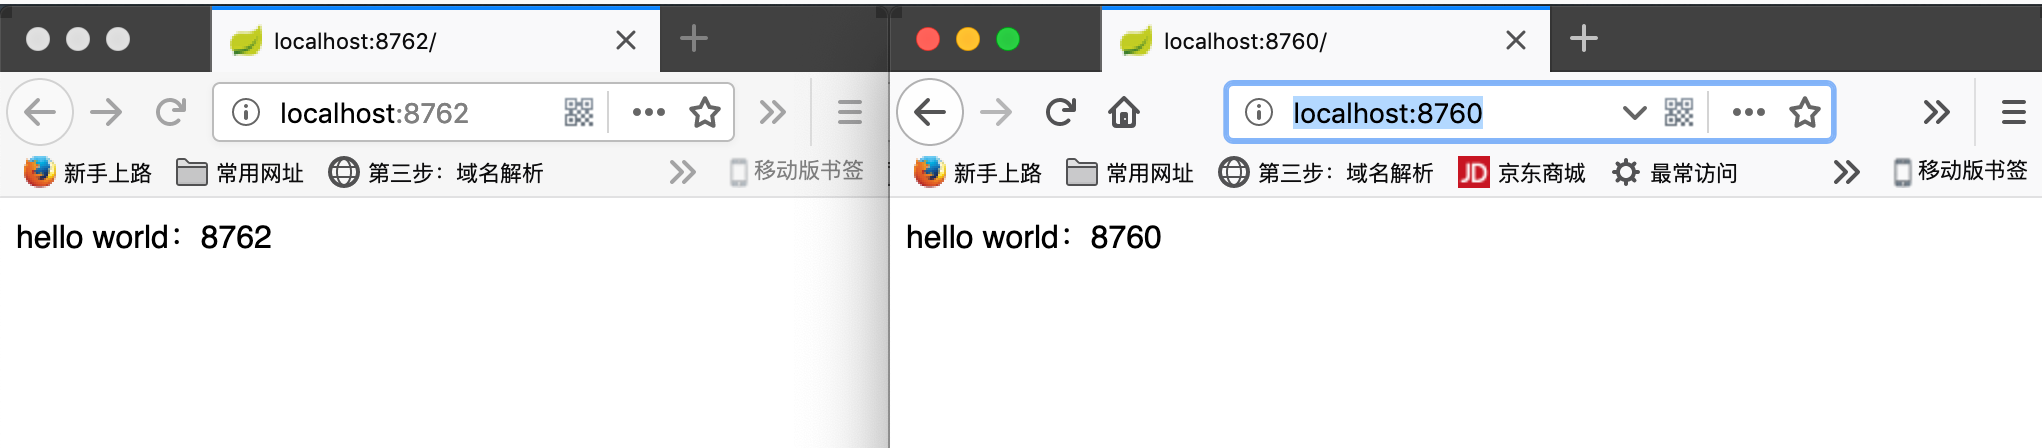 localhost:8762/
localhost:8762
新手上路 常用网址 第三步：域名解析 移动版书签
hello world：8762
localhost:8760/
localhost:8760
新手上路 常用网址 第三步：域名解析 JD 京东商城 最常访问 移动版书签
hello world：8760